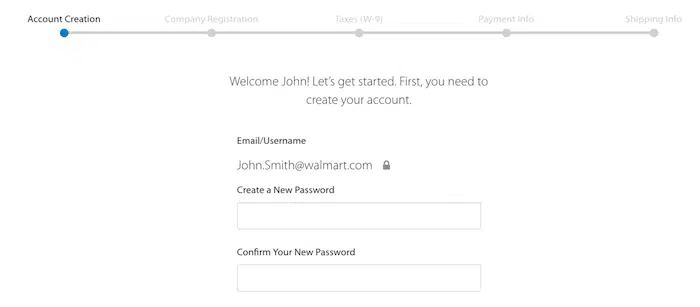 Account Creation
Company Registration
Taxes (W-9)
Payment Info
Shipping Info
Welcome John! Let's get started. First, you need to
create your account.
Email/Username
John.Smith@walmart.com
Create a New Password
Confirm Your New Password